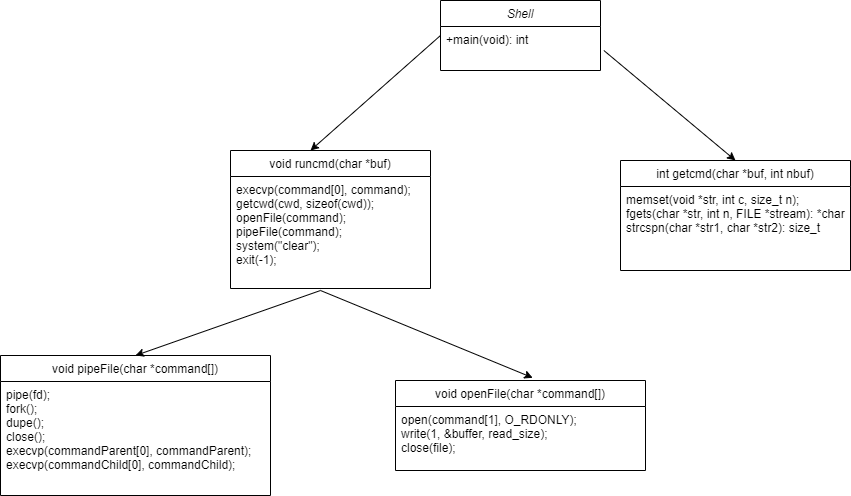 Shell
+main(void): int
void runcmd(char *buf)
execvp(command[0], command);
getcwd(cwd, sizeof(cwd));
openFile(command);
pipeFile(command);
system("clear");
exit(-1);
int getcmd(char *buf, int nbuf)
memset(void *str, int c, size_t n);
fgets(char *str, int n, FILE *stream): *char
strcspn(char *str1, char *str2): size_t
void pipeFile(char *command[])
pipe(fd);
fork();
dupe();
close();
execvp(commandParent[0], commandParent);
execvp(commandChild[0], commandChild);
void openFile(char *command[])
open(command[1], O_RDONLY);
write(1, &buffer, read_size);
close(file);